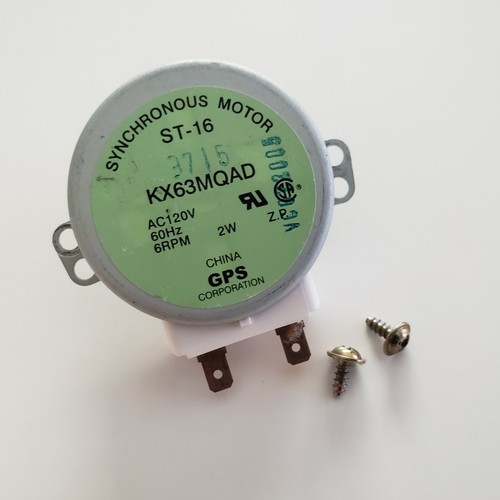 SYNCHRONOUS MOTOR
ST-16
3715
KX63MQAD
AC120V
60Hz
6RPM 2W Z.P.
CHINA
GPS
CORPORATION